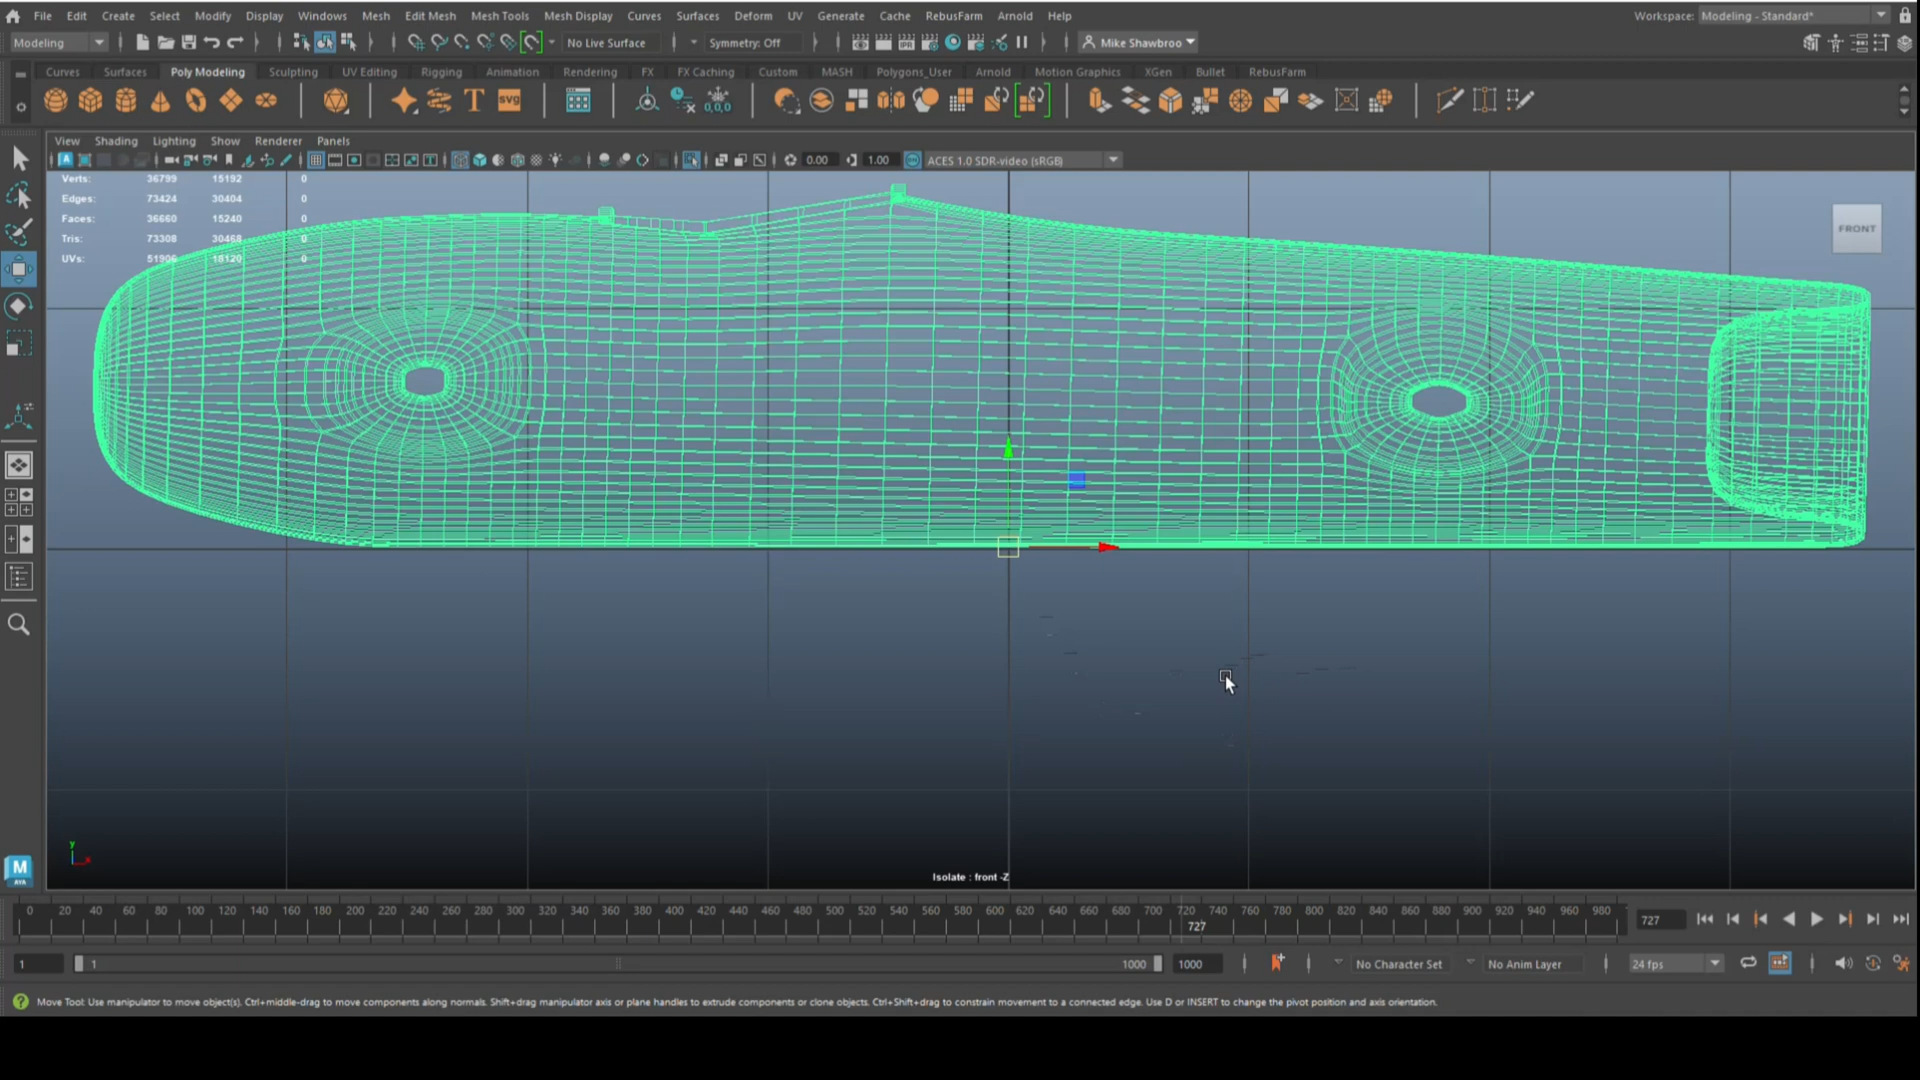 File Edit Create Select Modify Display Windows Mesh Edit Mesh Mesh Tools Mesh Display Curves Surfaces Deform UV Generate Cache RebusFarm Arnold Help Workspace: Modeling - Standard*
Modeling No Live Surface Symmetry: Off Mike Shawbroo
Curves Surfaces Poly Modeling Sculpting UV Editing Rigging Animation Rendering FX FX Caching Custom MASH Polygons_User Arnold Motion Graphics XGen Bullet RebusFarm
T SVG 0,0,0
View Shading Lighting Show Renderer Panels
0.00 1.00 ACES 1.0 SDR-video (sRGB)
Verts: 36799 15192 0
Edges: 73424 30404 0
Faces: 36660 15240 0
Tris: 73308 30468 0
UVs: 51906 18120 0
FRONT
y
x
Isolate : front -Z
M
AYA
0 20 40 60 80 100 120 140 160 180 200 220 240 260 280 300 320 340 360 380 400 420 440 460 480 500 520 540 560 580 600 620 640 660 680 700 720 740 760 780 800 820 840 860 880 900 920 940 960 980
727 727
1 1 1000 1000 No Character Set No Anim Layer 24 fps
Move Tool: Use manipulator to move object(s). Ctrl+middle-drag to move components along normals. Shift+drag manipulator axis or plane handles to extrude components or clone objects. Ctrl+Shift+drag to constrain movement to a connected edge. Use D or INSERT to change the pivot position and axis orientation.